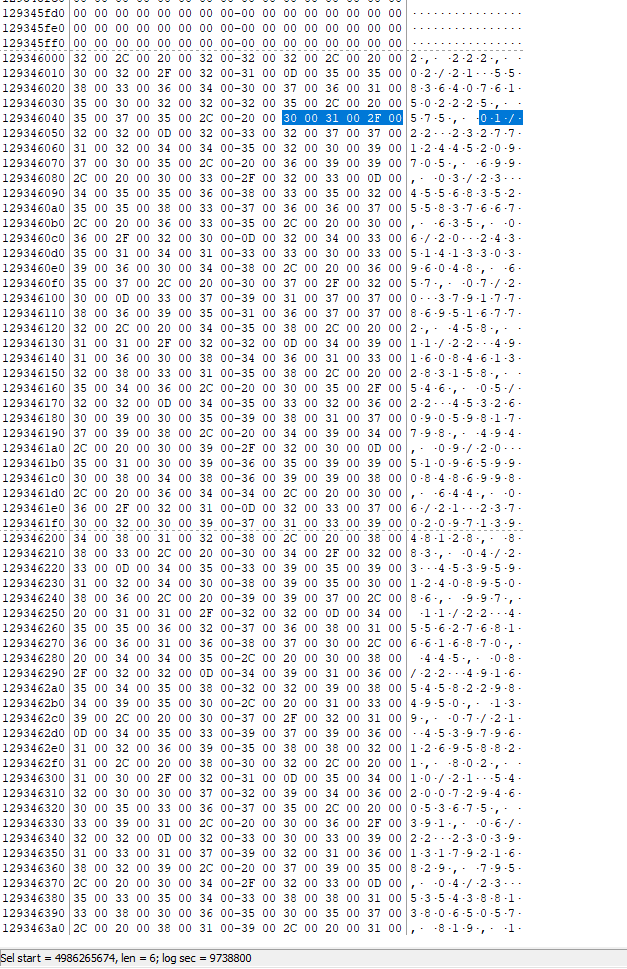 129345fd0 00 00 00 00 00 00 00 00-00 00 00 00 00 00 00 00 ················
129345fe0 00 00 00 00 00 00 00 00-00 00 00 00 00 00 00 00 ················
129345ff0 00 00 00 00 00 00 00 00-00 00 00 00 00 00 00 00 ················
129346000 32 00 2C 00 20 00 32 00-32 00 32 00 2C 00 20 00 2·,· ·2·2·2·,· ·
129346010 30 00 32 00 2F 00 32 00-31 00 0D 00 35 00 35 00 0·2·/·2·1···5·5·
129346020 38 00 33 00 36 00 34 00-30 00 37 00 36 00 31 00 8·3·6·4·0·7·6·1·
129346030 35 00 30 00 32 00 32 00-32 00 35 00 2C 00 20 00 5·0·2·2·2·5·,· ·
129346040 35 00 37 00 35 00 2C 00-20 00 30 00 31 00 2F 00 5·7·5·,· ·0·1·/·
129346050 32 00 32 00 0D 00 32 00-33 00 32 00 37 00 37 00 2·2···2·3·2·7·7·
129346060 31 00 32 00 34 00 34 00-35 00 32 00 30 00 39 00 1·2·4·4·5·2·0·9·
129346070 37 00 30 00 35 00 2C 00-20 00 36 00 39 00 39 00 7·0·5·,· ·6·9·9·
129346080 2C 00 20 00 30 00 33 00-2F 00 32 00 33 00 0D 00 ,· ·0·3·/·2·3···
129346090 34 00 35 00 35 00 36 00-38 00 33 00 35 00 32 00 4·5·5·6·8·3·5·2·
1293460a0 35 00 35 00 38 00 33 00-37 00 36 00 36 00 37 00 5·5·8·3·7·6·6·7·
1293460b0 2C 00 20 00 36 00 33 00-35 00 2C 00 20 00 30 00 ,· ·6·3·5·,· ·0·
1293460c0 36 00 2F 00 32 00 30 00-0D 00 32 00 34 00 33 00 6·/·2·0···2·4·3·
1293460d0 35 00 31 00 34 00 31 00-33 00 33 00 30 00 33 00 5·1·4·1·3·3·0·3·
1293460e0 39 00 36 00 30 00 34 00-38 00 2C 00 20 00 36 00 9·6·0·4·8·,· ·6·
1293460f0 35 00 37 00 2C 00 20 00-30 00 37 00 2F 00 32 00 5·7·,· ·0·7·/·2·
129346100 30 00 0D 00 33 00 37 00-39 00 31 00 37 00 37 00 0···3·7·9·1·7·7·
129346110 38 00 36 00 39 00 35 00-31 00 36 00 37 00 37 00 8·6·9·5·1·6·7·7·
129346120 32 00 2C 00 20 00 34 00-35 00 38 00 2C 00 20 00 2·,· ·4·5·8·,· ·
129346130 31 00 31 00 2F 00 32 00-32 00 0D 00 34 00 39 00 1·1·/·2·2···4·9·
129346140 31 00 36 00 30 00 38 00-34 00 36 00 31 00 33 00 1·6·0·8·4·6·1·3·
129346150 32 00 38 00 33 00 31 00-35 00 38 00 2C 00 20 00 2·8·3·1·5·8·,· ·
129346160 35 00 34 00 36 00 2C 00-20 00 30 00 35 00 2F 00 5·4·6·,· ·0·5·/·
129346170 32 00 32 00 0D 00 34 00-35 00 33 00 32 00 36 00 2·2···4·5·3·2·6·
129346180 30 00 39 00 30 00 35 00-39 00 38 00 31 00 37 00 0·9·0·5·9·8·1·7·
129346190 37 00 39 00 38 00 2C 00-20 00 34 00 39 00 34 00 7·9·8·,· ·4·9·4·
1293461a0 2C 00 20 00 30 00 39 00-2F 00 32 00 30 00 0D 00 ,· ·0·9·/·2·0···
1293461b0 35 00 31 00 30 00 39 00-36 00 35 00 39 00 39 00 5·1·0·9·6·5·9·9·
1293461c0 30 00 38 00 34 00 38 00-36 00 39 00 39 00 38 00 0·8·4·8·6·9·9·8·
1293461d0 2C 00 20 00 36 00 34 00-34 00 2C 00 20 00 30 00 ,· ·6·4·4·,· ·0·
1293461e0 36 00 2F 00 32 00 31 00-0D 00 32 00 33 00 37 00 6·/·2·1···2·3·7·
1293461f0 30 00 32 00 30 00 39 00-37 00 31 00 33 00 39 00 0·2·0·9·7·1·3·9·
129346200 34 00 38 00 31 00 32 00-38 00 2C 00 20 00 38 00 4·8·1·2·8·,· ·8·
129346210 38 00 33 00 2C 00 20 00-30 00 34 00 2F 00 32 00 8·3·,· ·0·4·/·2·
129346220 33 00 0D 00 34 00 35 00-33 00 39 00 35 00 39 00 3···4·5·3·9·5·9·
129346230 31 00 32 00 34 00 30 00-38 00 39 00 35 00 30 00 1·2·4·0·8·9·5·0·
129346240 38 00 36 00 2C 00 20 00-39 00 39 00 37 00 2C 00 8·6·,· ·9·9·7·,·
129346250 20 00 31 00 31 00 2F 00-32 00 32 00 0D 00 34 00  ·1·1·/·2·2···4·
129346260 35 00 35 00 36 00 32 00-37 00 36 00 38 00 31 00 5·5·6·2·7·6·8·1·
129346270 36 00 36 00 31 00 36 00-38 00 37 00 30 00 2C 00 6·6·1·6·8·7·0·,·
129346280 20 00 34 00 34 00 35 00-2C 00 20 00 30 00 38 00  ·4·4·5·,· ·0·8·
129346290 2F 00 32 00 32 00 0D 00-34 00 39 00 31 00 36 00 /·2·2···4·9·1·6·
1293462a0 35 00 34 00 35 00 38 00-32 00 32 00 39 00 38 00 5·4·5·8·2·2·9·8·
1293462b0 34 00 39 00 35 00 30 00-2C 00 20 00 31 00 33 00 4·9·5·0·,· ·1·3·
1293462c0 39 00 2C 00 20 00 30 00-37 00 2F 00 32 00 31 00 9·,· ·0·7·/·2·1·
1293462d0 0D 00 34 00 35 00 33 00-39 00 37 00 39 00 36 00 ··4·5·3·9·7·9·6·
1293462e0 31 00 32 00 36 00 39 00-35 00 38 00 38 00 32 00 1·2·6·9·5·8·8·2·
1293462f0 31 00 2C 00 20 00 38 00-30 00 32 00 2C 00 20 00 1·,· ·8·0·2·,· ·
129346300 31 00 30 00 2F 00 32 00-31 00 0D 00 35 00 34 00 1·0·/·2·1···5·4·
129346310 32 00 30 00 30 00 37 00-32 00 39 00 34 00 36 00 2·0·0·7·2·9·4·6·
129346320 30 00 35 00 33 00 36 00-37 00 35 00 2C 00 20 00 0·5·3·6·7·5·,· ·
129346330 33 00 39 00 31 00 2C 00-20 00 30 00 36 00 2F 00 3·9·1·,· ·0·6·/·
129346340 32 00 32 00 0D 00 32 00-33 00 30 00 33 00 39 00 2·2···2·3·0·3·9·
129346350 31 00 33 00 31 00 37 00-39 00 32 00 31 00 36 00 1·3·1·7·9·2·1·6·
129346360 38 00 32 00 39 00 2C 00-20 00 37 00 39 00 35 00 8·2·9·,· ·7·9·5·
129346370 2C 00 20 00 30 00 34 00-2F 00 32 00 33 00 0D 00 ,· ·0·4·/·2·3···
129346380 35 00 33 00 35 00 34 00-33 00 38 00 38 00 31 00 5·3·5·4·3·8·8·1·
129346390 33 00 38 00 30 00 36 00-35 00 30 00 35 00 37 00 3·8·0·6·5·0·5·7·
1293463a0 2C 00 20 00 38 00 31 00-39 00 2C 00 20 00 31 00 ,· ·8·1·9·,· ·1·
Sel start = 4986265674, len = 6; log sec = 9738800